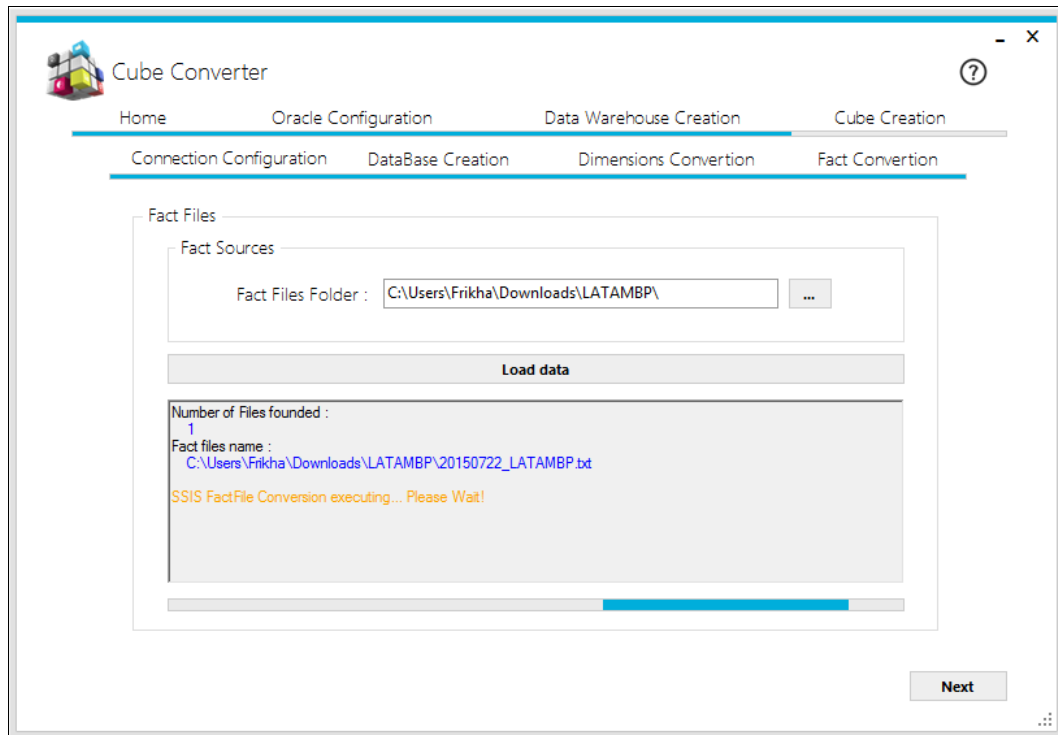 Cube Converter
Home Oracle Configuration Data Warehouse Creation Cube Creation
Connection Configuration DataBase Creation Dimensions Convertion Fact Convertion
Fact Files
Fact Sources
Fact Files Folder : C:\Users\Frikha\Downloads\LATAMBP\ ...
Load data
Number of Files founded :
1
Fact files name :
C:\Users\Frikha\Downloads\LATAMBP\20150722_LATAMBP.txt
SSIS FactFile Conversion executing... Please Wait!
Next